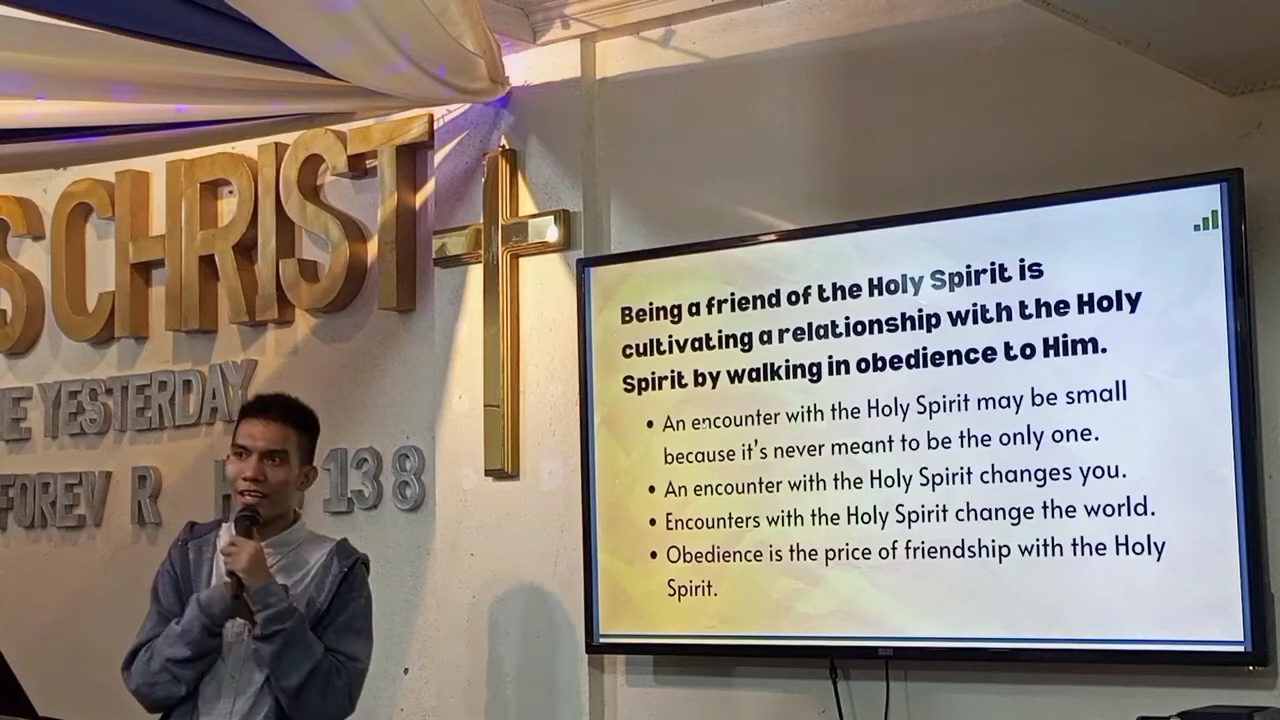 CHRIST
YESTERDAY
FOREV R H 138
Being a friend of the Holy Spirit is
cultivating a relationship with the Holy
Spirit by walking in obedience to Him.
• An encounter with the Holy Spirit may be small
because it's never meant to be the only one.
• An encounter with the Holy Spirit changes you.
• Encounters with the Holy Spirit change the world.
• Obedience is the price of friendship with the Holy
Spirit.